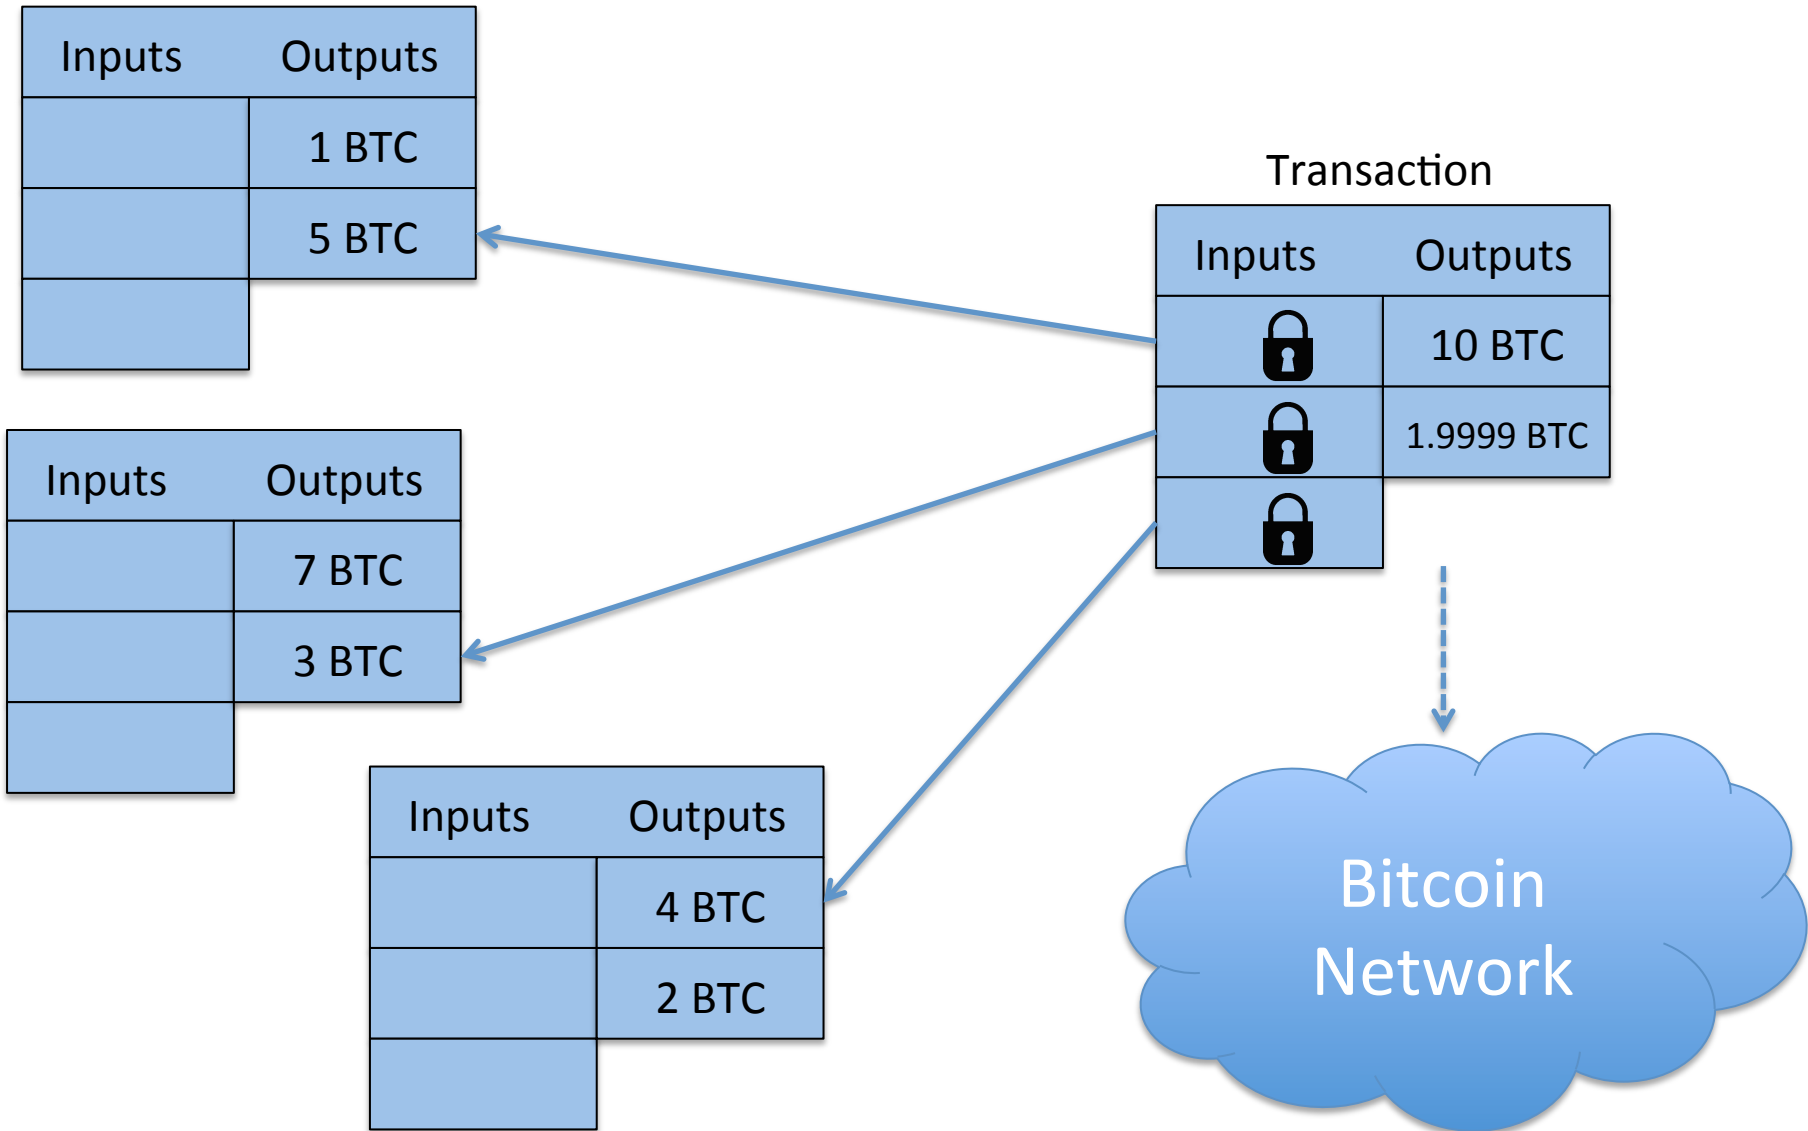 Inputs Outputs
1 BTC
5 BTC
Inputs Outputs
7 BTC
3 BTC
Inputs Outputs
4 BTC
2 BTC
Transaction
Inputs Outputs
10 BTC
1.9999 BTC
Bitcoin
Network